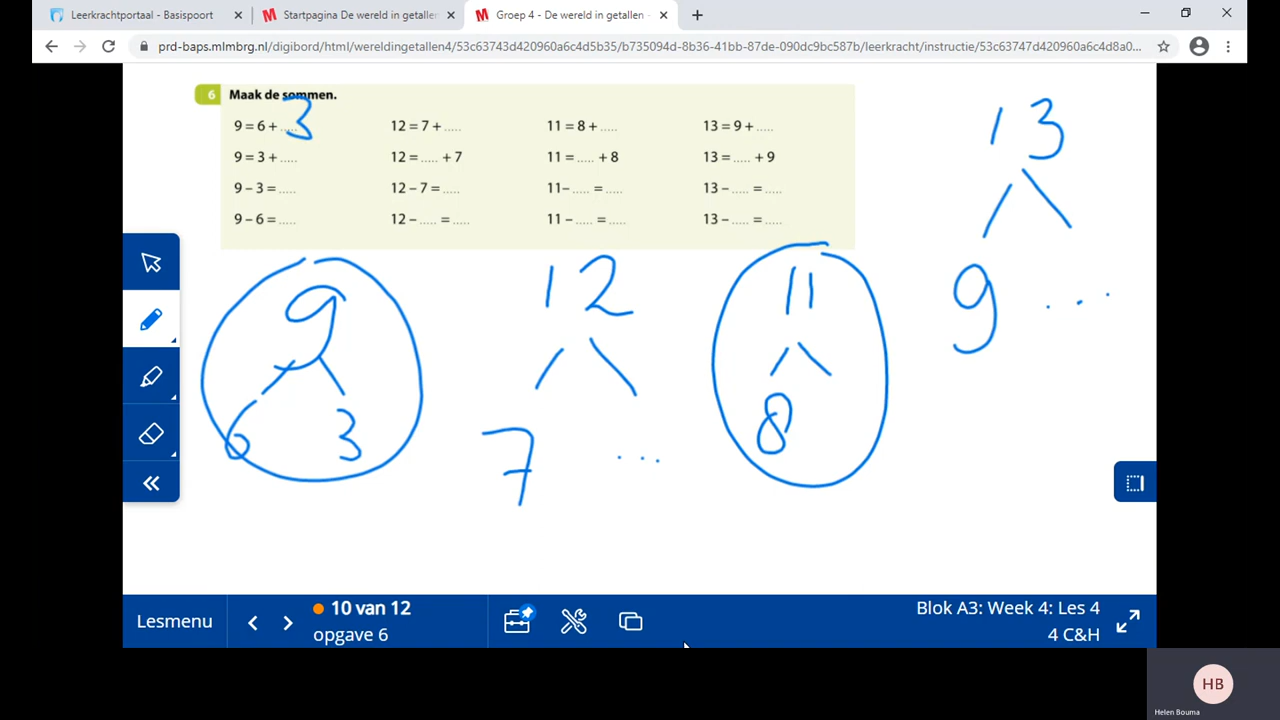 Leerkrachtportaal - Basispoort
Startpagina De wereld in getallen
Groep 4 - De wereld in getallen -
prd-baps.mlmbrg.nl/digibord/html/wereldingetallen4/53c63743d420960a6c4d5b35/b735094d-8b36-41bb-87de-090dc9bc587b/leerkracht/instructie/53c63747d420960a6c4d8a0...
6 Maak de sommen.
9 = 6 + 3 12 = 7 + ..... 11 = 8 + ..... 13 = 9 + .....
9 = 3 + ..... 12 = ..... + 7 11 = ..... + 8 13 = ..... + 9
9 – 3 = ..... 12 – 7 = ..... 11– ..... = ..... 13 – ..... = .....
9 – 6 = ..... 12 – ..... = ..... 11 – ..... = ..... 13 – ..... = .....
13
9 ...
9
6 3
12
7 ...
11
8
Lesmenu
10 van 12
opgave 6
Blok A3: Week 4: Les 4
4 C&H
HB
Helen Bouma